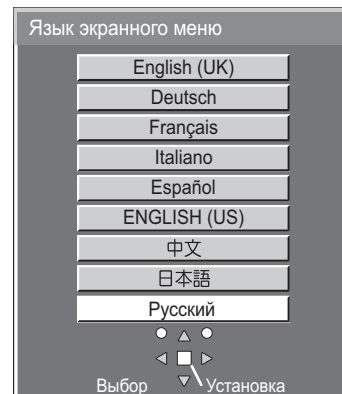 Язык экранного меню
English (UK)
Deutsch
Français
Italiano
Español
ENGLISH (US)
中文
日本語
Русский
Выбор Установка